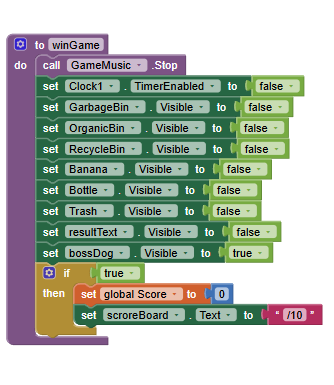 to winGame
do call GameMusic .Stop
set Clock1 . TimerEnabled to false
set GarbageBin . Visible to false
set OrganicBin . Visible to false
set RecycleBin . Visible to false
set Banana . Visible to false
set Bottle . Visible to false
set Trash . Visible to false
set resultText . Visible to false
set bossDog . Visible to true
if true
then set global Score to 0
set scoreBoard . Text to " /10 "